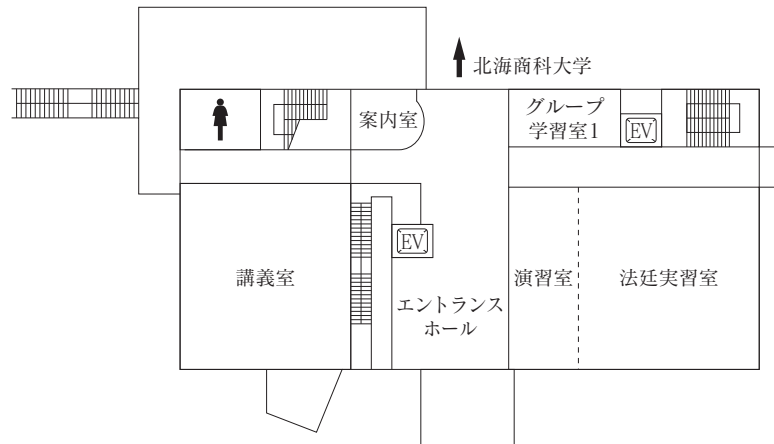 北海商科大学
案内室
グループ
学習室1
EV
EV
講義室
演習室
法廷実習室
エントランス
ホール